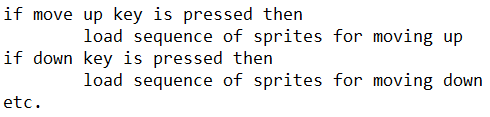 if move up key is pressed then
        load sequence of sprites for moving up
if down key is pressed then
        load sequence of sprites for moving down
etc.